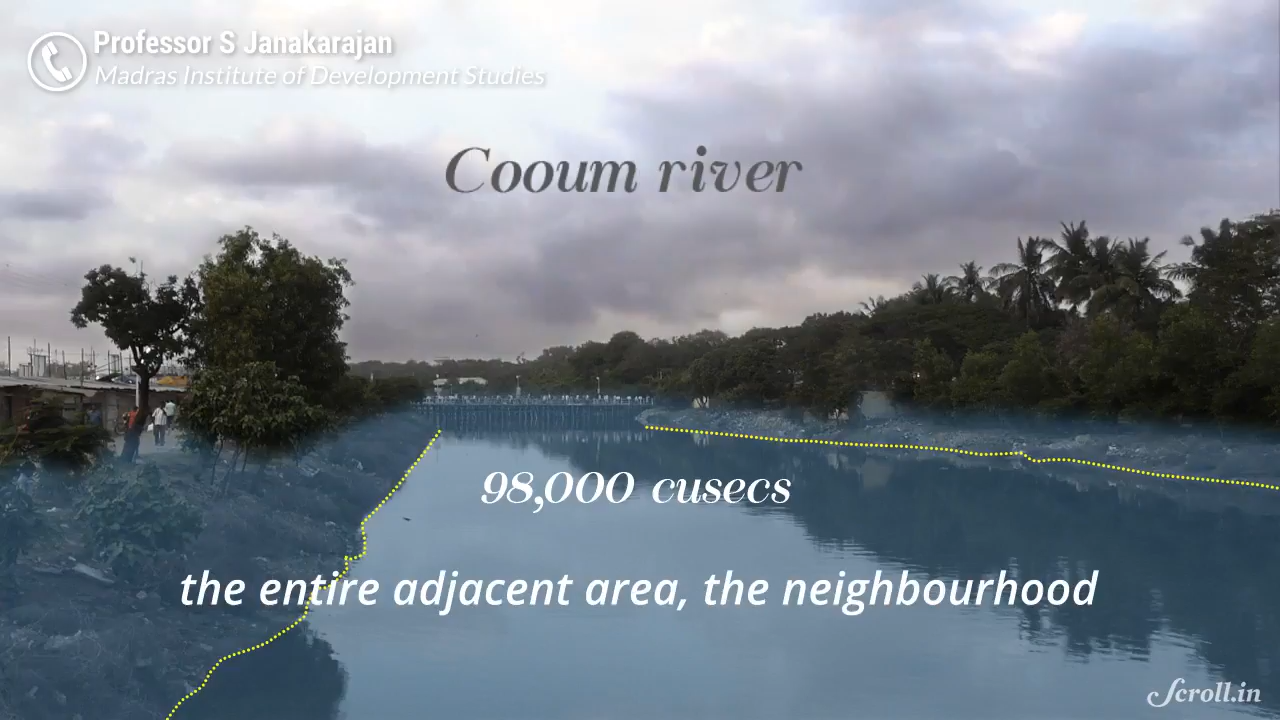 Professor S Janakarajan
Madras Institute of Development Studies
Cooum river
98,000 cusecs
the entire adjacent area, the neighbourhood
Scroll.in